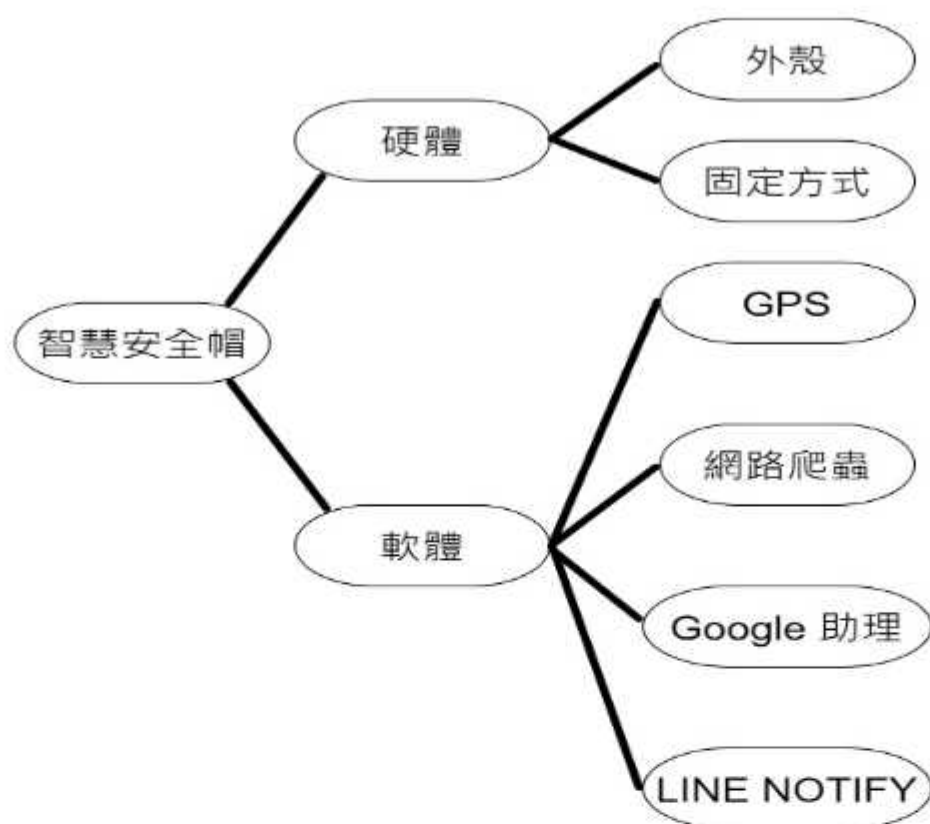 智慧安全帽
硬體
外殼
固定方式
軟體
GPS
網路爬蟲
Google 助理
LINE NOTIFY